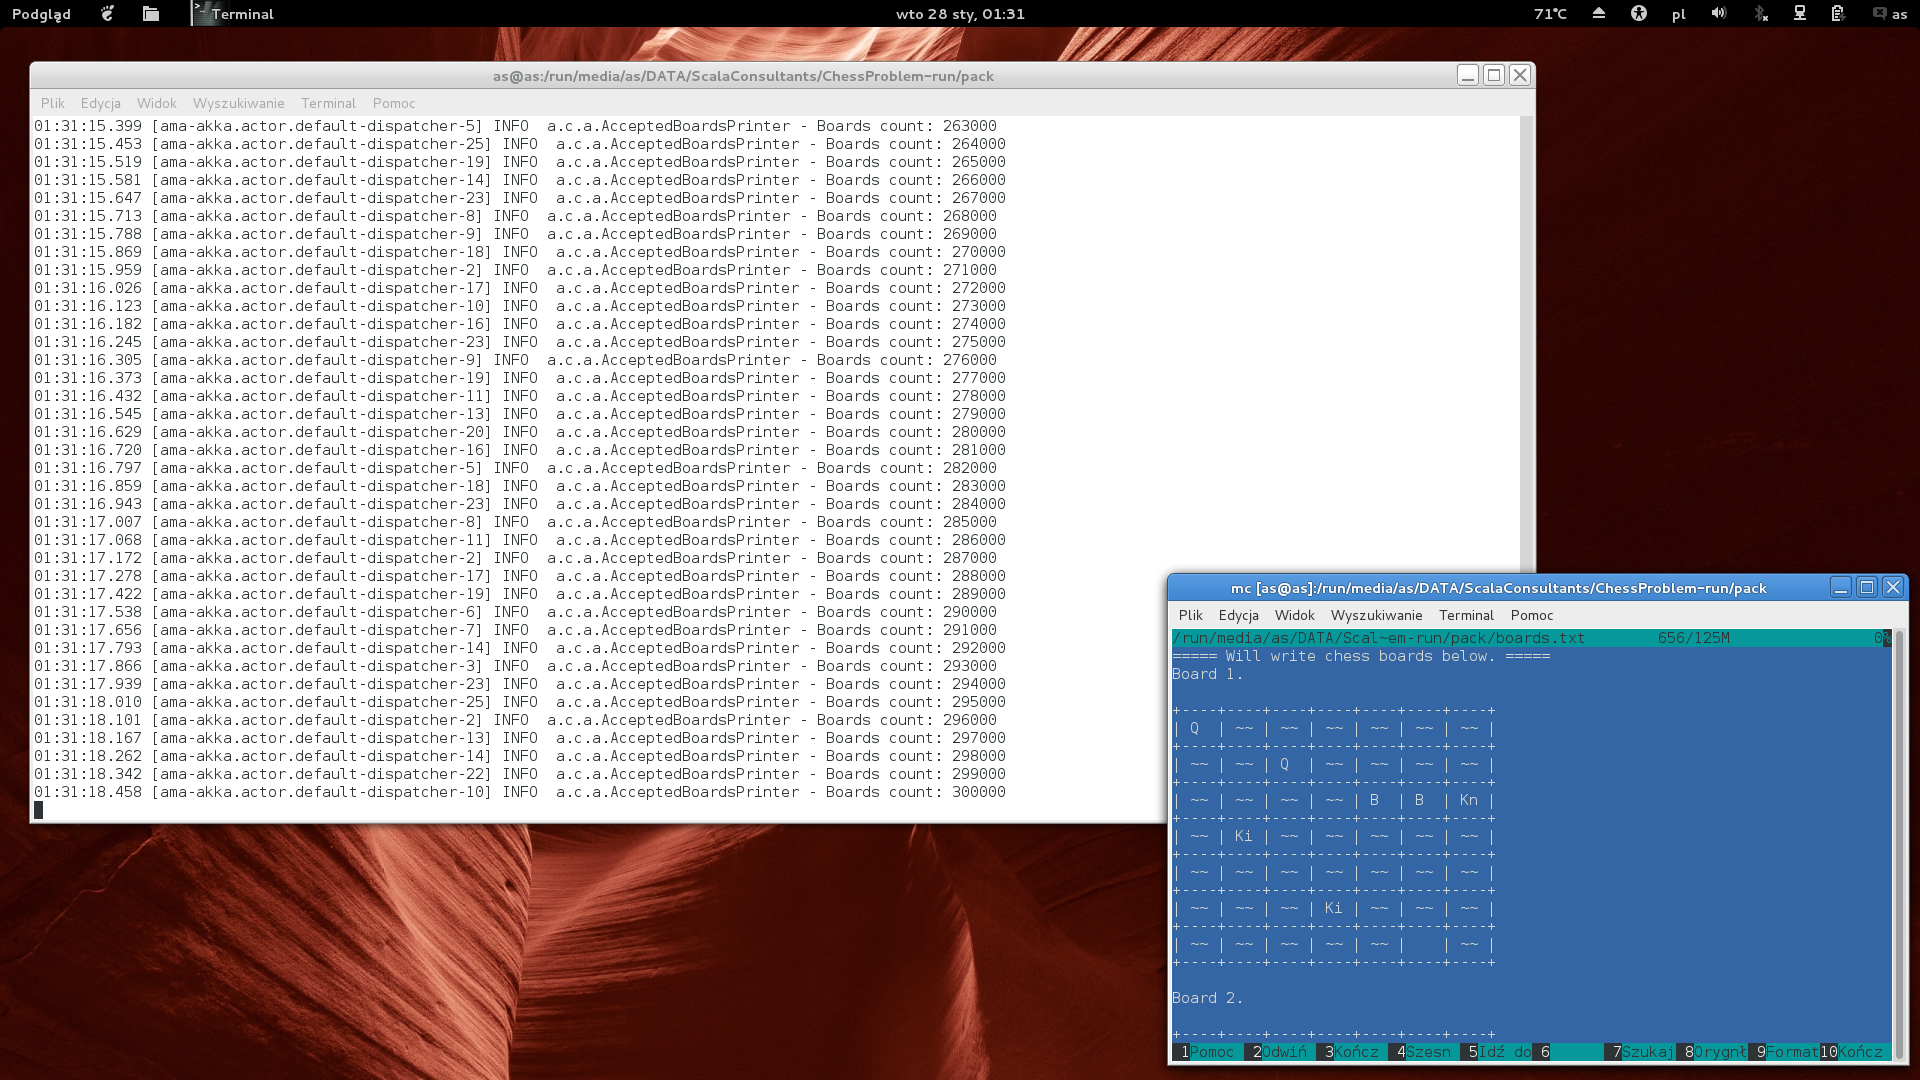 Podgląd Terminal wto 28 sty, 01:31 71°C pl as
as@as:/run/media/as/DATA/ScalaConsultants/ChessProblem-run/pack
Plik Edycja Widok Wyszukiwanie Terminal Pomoc
01:31:15.399 [ama-akka.actor.default-dispatcher-5] INFO  a.c.a.AcceptedBoardsPrinter - Boards count: 263000
01:31:15.453 [ama-akka.actor.default-dispatcher-25] INFO  a.c.a.AcceptedBoardsPrinter - Boards count: 264000
01:31:15.519 [ama-akka.actor.default-dispatcher-19] INFO  a.c.a.AcceptedBoardsPrinter - Boards count: 265000
01:31:15.581 [ama-akka.actor.default-dispatcher-14] INFO  a.c.a.AcceptedBoardsPrinter - Boards count: 266000
01:31:15.647 [ama-akka.actor.default-dispatcher-23] INFO  a.c.a.AcceptedBoardsPrinter - Boards count: 267000
01:31:15.713 [ama-akka.actor.default-dispatcher-8] INFO  a.c.a.AcceptedBoardsPrinter - Boards count: 268000
01:31:15.788 [ama-akka.actor.default-dispatcher-9] INFO  a.c.a.AcceptedBoardsPrinter - Boards count: 269000
01:31:15.869 [ama-akka.actor.default-dispatcher-18] INFO  a.c.a.AcceptedBoardsPrinter - Boards count: 270000
01:31:15.959 [ama-akka.actor.default-dispatcher-2] INFO  a.c.a.AcceptedBoardsPrinter - Boards count: 271000
01:31:16.026 [ama-akka.actor.default-dispatcher-17] INFO  a.c.a.AcceptedBoardsPrinter - Boards count: 272000
01:31:16.123 [ama-akka.actor.default-dispatcher-10] INFO  a.c.a.AcceptedBoardsPrinter - Boards count: 273000
01:31:16.182 [ama-akka.actor.default-dispatcher-16] INFO  a.c.a.AcceptedBoardsPrinter - Boards count: 274000
01:31:16.245 [ama-akka.actor.default-dispatcher-23] INFO  a.c.a.AcceptedBoardsPrinter - Boards count: 275000
01:31:16.305 [ama-akka.actor.default-dispatcher-9] INFO  a.c.a.AcceptedBoardsPrinter - Boards count: 276000
01:31:16.373 [ama-akka.actor.default-dispatcher-19] INFO  a.c.a.AcceptedBoardsPrinter - Boards count: 277000
01:31:16.432 [ama-akka.actor.default-dispatcher-11] INFO  a.c.a.AcceptedBoardsPrinter - Boards count: 278000
01:31:16.545 [ama-akka.actor.default-dispatcher-13] INFO  a.c.a.AcceptedBoardsPrinter - Boards count: 279000
01:31:16.629 [ama-akka.actor.default-dispatcher-20] INFO  a.c.a.AcceptedBoardsPrinter - Boards count: 280000
01:31:16.720 [ama-akka.actor.default-dispatcher-16] INFO  a.c.a.AcceptedBoardsPrinter - Boards count: 281000
01:31:16.797 [ama-akka.actor.default-dispatcher-5] INFO  a.c.a.AcceptedBoardsPrinter - Boards count: 282000
01:31:16.859 [ama-akka.actor.default-dispatcher-18] INFO  a.c.a.AcceptedBoardsPrinter - Boards count: 283000
01:31:16.943 [ama-akka.actor.default-dispatcher-23] INFO  a.c.a.AcceptedBoardsPrinter - Boards count: 284000
01:31:17.007 [ama-akka.actor.default-dispatcher-8] INFO  a.c.a.AcceptedBoardsPrinter - Boards count: 285000
01:31:17.068 [ama-akka.actor.default-dispatcher-11] INFO  a.c.a.AcceptedBoardsPrinter - Boards count: 286000
01:31:17.172 [ama-akka.actor.default-dispatcher-2] INFO  a.c.a.AcceptedBoardsPrinter - Boards count: 287000
01:31:17.278 [ama-akka.actor.default-dispatcher-17] INFO  a.c.a.AcceptedBoardsPrinter - Boards count: 288000
01:31:17.422 [ama-akka.actor.default-dispatcher-19] INFO  a.c.a.AcceptedBoardsPrinter - Boards count: 289000
01:31:17.538 [ama-akka.actor.default-dispatcher-6] INFO  a.c.a.AcceptedBoardsPrinter - Boards count: 290000
01:31:17.656 [ama-akka.actor.default-dispatcher-7] INFO  a.c.a.AcceptedBoardsPrinter - Boards count: 291000
01:31:17.793 [ama-akka.actor.default-dispatcher-14] INFO  a.c.a.AcceptedBoardsPrinter - Boards count: 292000
01:31:17.866 [ama-akka.actor.default-dispatcher-3] INFO  a.c.a.AcceptedBoardsPrinter - Boards count: 293000
01:31:17.939 [ama-akka.actor.default-dispatcher-23] INFO  a.c.a.AcceptedBoardsPrinter - Boards count: 294000
01:31:18.010 [ama-akka.actor.default-dispatcher-25] INFO  a.c.a.AcceptedBoardsPrinter - Boards count: 295000
01:31:18.101 [ama-akka.actor.default-dispatcher-2] INFO  a.c.a.AcceptedBoardsPrinter - Boards count: 296000
01:31:18.167 [ama-akka.actor.default-dispatcher-13] INFO  a.c.a.AcceptedBoardsPrinter - Boards count: 297000
01:31:18.262 [ama-akka.actor.default-dispatcher-14] INFO  a.c.a.AcceptedBoardsPrinter - Boards count: 298000
01:31:18.342 [ama-akka.actor.default-dispatcher-22] INFO  a.c.a.AcceptedBoardsPrinter - Boards count: 299000
01:31:18.458 [ama-akka.actor.default-dispatcher-10] INFO  a.c.a.AcceptedBoardsPrinter - Boards count: 300000
mc [as@as]:/run/media/as/DATA/ScalaConsultants/ChessProblem-run/pack
Plik Edycja Widok Wyszukiwanie Terminal Pomoc
/run/media/as/DATA/Scal~em-run/pack/boards.txt 656/125M 0%
===== Will write chess boards below. =====
Board 1.
+----+----+----+----+----+----+----+
| Q  | ~~ | ~~ | ~~ | ~~ | ~~ | ~~ |
+----+----+----+----+----+----+----+
| ~~ | ~~ | Q  | ~~ | ~~ | ~~ | ~~ |
+----+----+----+----+----+----+----+
| ~~ | ~~ | ~~ | ~~ | B  | B  | Kn |
+----+----+----+----+----+----+----+
| ~~ | Ki | ~~ | ~~ | ~~ | ~~ | ~~ |
+----+----+----+----+----+----+----+
| ~~ | ~~ | ~~ | ~~ | ~~ | ~~ | ~~ |
+----+----+----+----+----+----+----+
| ~~ | ~~ | ~~ | Ki | ~~ | ~~ | ~~ |
+----+----+----+----+----+----+----+
| ~~ | ~~ | ~~ | ~~ | ~~ |    | ~~ |
+----+----+----+----+----+----+----+
Board 2.
+----+----+----+----+----+----+----+
1Pomoc 2Odwiń 3Kończ 4Szesn 5Idź do 6 7Szukaj 8Orygnł 9Format 10Kończ